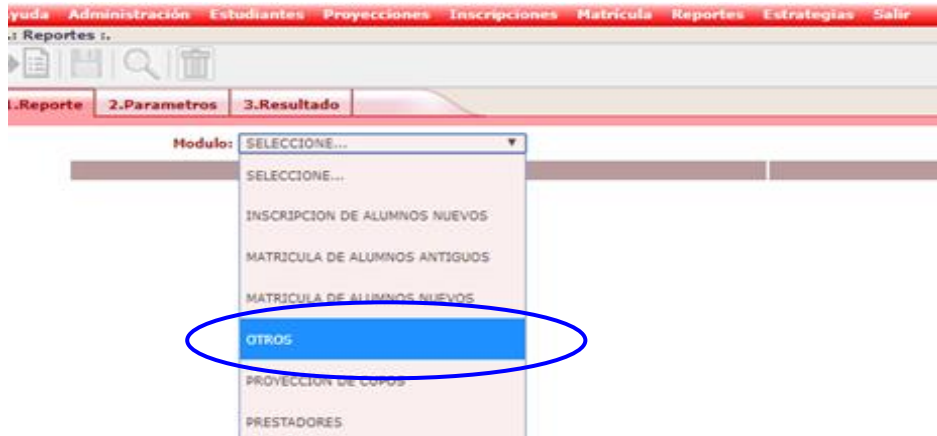 yuda Administración Estudiantes Proyecciones Inscripciones Matrícula Reportes Estrategias Salir
.: Reportes :.
1.Reporte 2.Parametros 3.Resultado
Modulo: SELECCIONE...
SELECCIONE...
INSCRIPCION DE ALUMNOS NUEVOS
MATRICULA DE ALUMNOS ANTIGUOS
MATRICULA DE ALUMNOS NUEVOS
OTROS
PROYECCION DE CUPOS
PRESTADORES